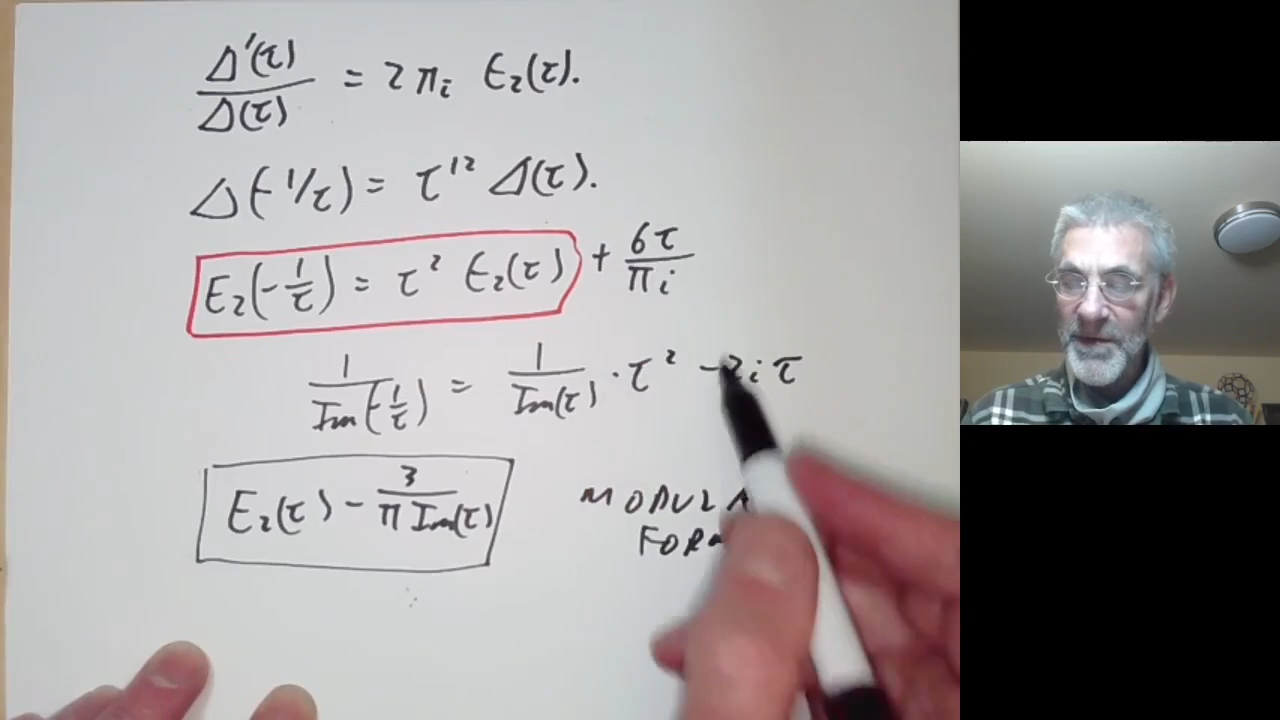 Δ'(τ)/Δ(τ) = 2πi E₂(τ).
Δ(-1/τ) = τ¹² Δ(τ).
E₂(-1/τ) = τ² E₂(τ) + 6τ/πi
1/Im(-1/τ) = 1/Im(τ) · τ² - 2iτ
E₂(τ) - 3/π Im(τ)
MODULA
FOR